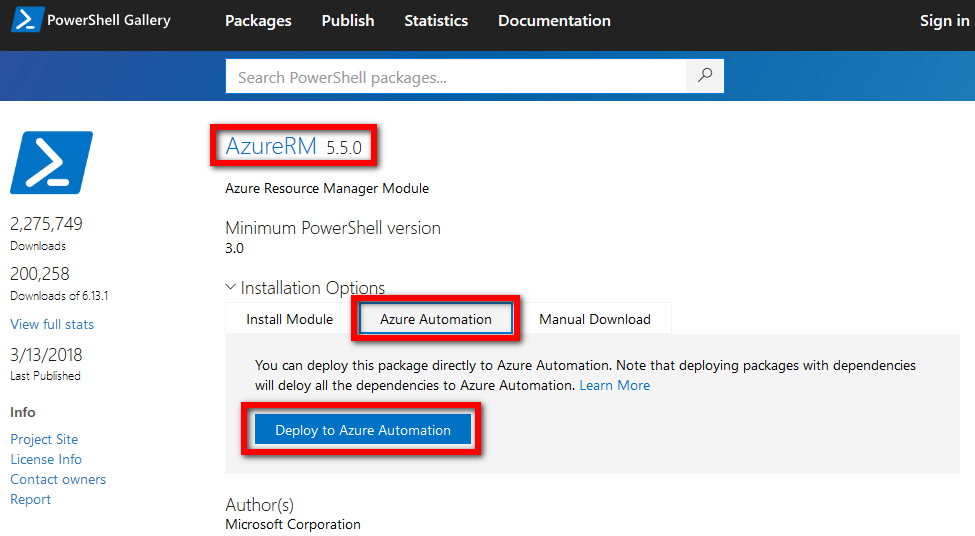 PowerShell Gallery Packages Publish Statistics Documentation Sign in
Search PowerShell packages...
AzureRM 5.5.0
Azure Resource Manager Module
2,275,749
Downloads
200,258
Downloads of 6.13.1
View full stats
3/13/2018
Last Published
Info
Project Site
License Info
Contact owners
Report
Minimum PowerShell version
3.0
Installation Options
Install Module Azure Automation Manual Download
You can deploy this package directly to Azure Automation. Note that deploying packages with dependencies
will deloy all the dependencies to Azure Automation. Learn More
Deploy to Azure Automation
Author(s)
Microsoft Corporation